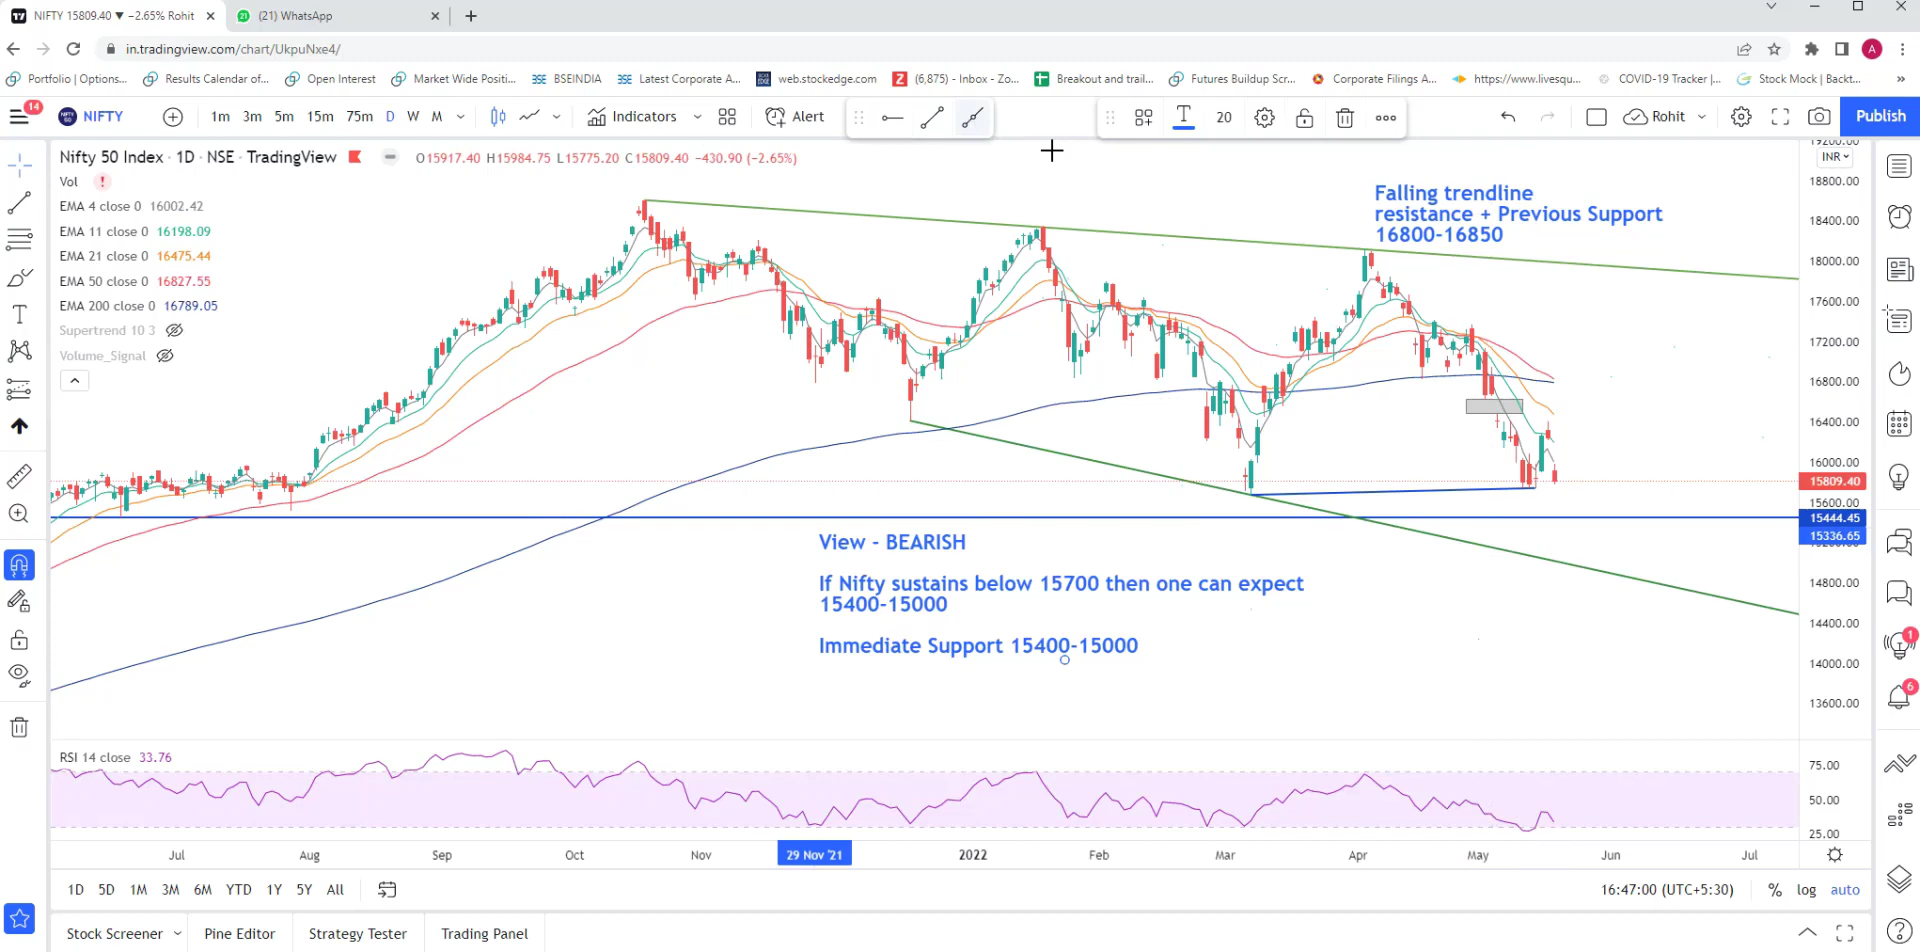 NIFTY 15809.40 ▼ −2.65% Rohit
(21) WhatsApp
in.tradingview.com/chart/UkpuNxe4/
A
Portfolio | Options...
Results Calendar of...
Open Interest
Market Wide Positi...
BSEINDIA
Latest Corporate A...
web.stockedge.com
(6,875) - Inbox - Zo...
Breakout and trail...
Futures Buildup Scr...
Corporate Filings A...
https://www.livesqu...
COVID-19 Tracker |...
Stock Mock | Backt...
14
NIFTY
1m 3m 5m 15m 75m D W M
Indicators
Alert
T 20
Rohit
Publish
Nifty 50 Index · 1D · NSE · TradingView
O15917.40 H15984.75 L15775.20 C15809.40 −430.90 (−2.65%)
Vol
EMA 4 close 0 16002.42
EMA 11 close 0 16198.09
EMA 21 close 0 16475.44
EMA 50 close 0 16827.55
EMA 200 close 0 16789.05
Supertrend 10 3
Volume_Signal
Falling trendline
resistance + Previous Support
16800-16850
View - BEARISH
If Nifty sustains below 15700 then one can expect
15400-15000
Immediate Support 15400-15000
19200.00
INR
18800.00
18400.00
18000.00
17600.00
17200.00
16800.00
16400.00
16000.00
15809.40
15600.00
15444.45
15336.65
14800.00
14400.00
14000.00
13600.00
1
6
RSI 14 close 33.76
75.00
50.00
25.00
Jul Aug Sep Oct Nov 29 Nov '21 2022 Feb Mar Apr May Jun Jul
1D 5D 1M 3M 6M YTD 1Y 5Y All
16:47:00 (UTC+5:30) % log auto
Stock Screener Pine Editor Strategy Tester Trading Panel